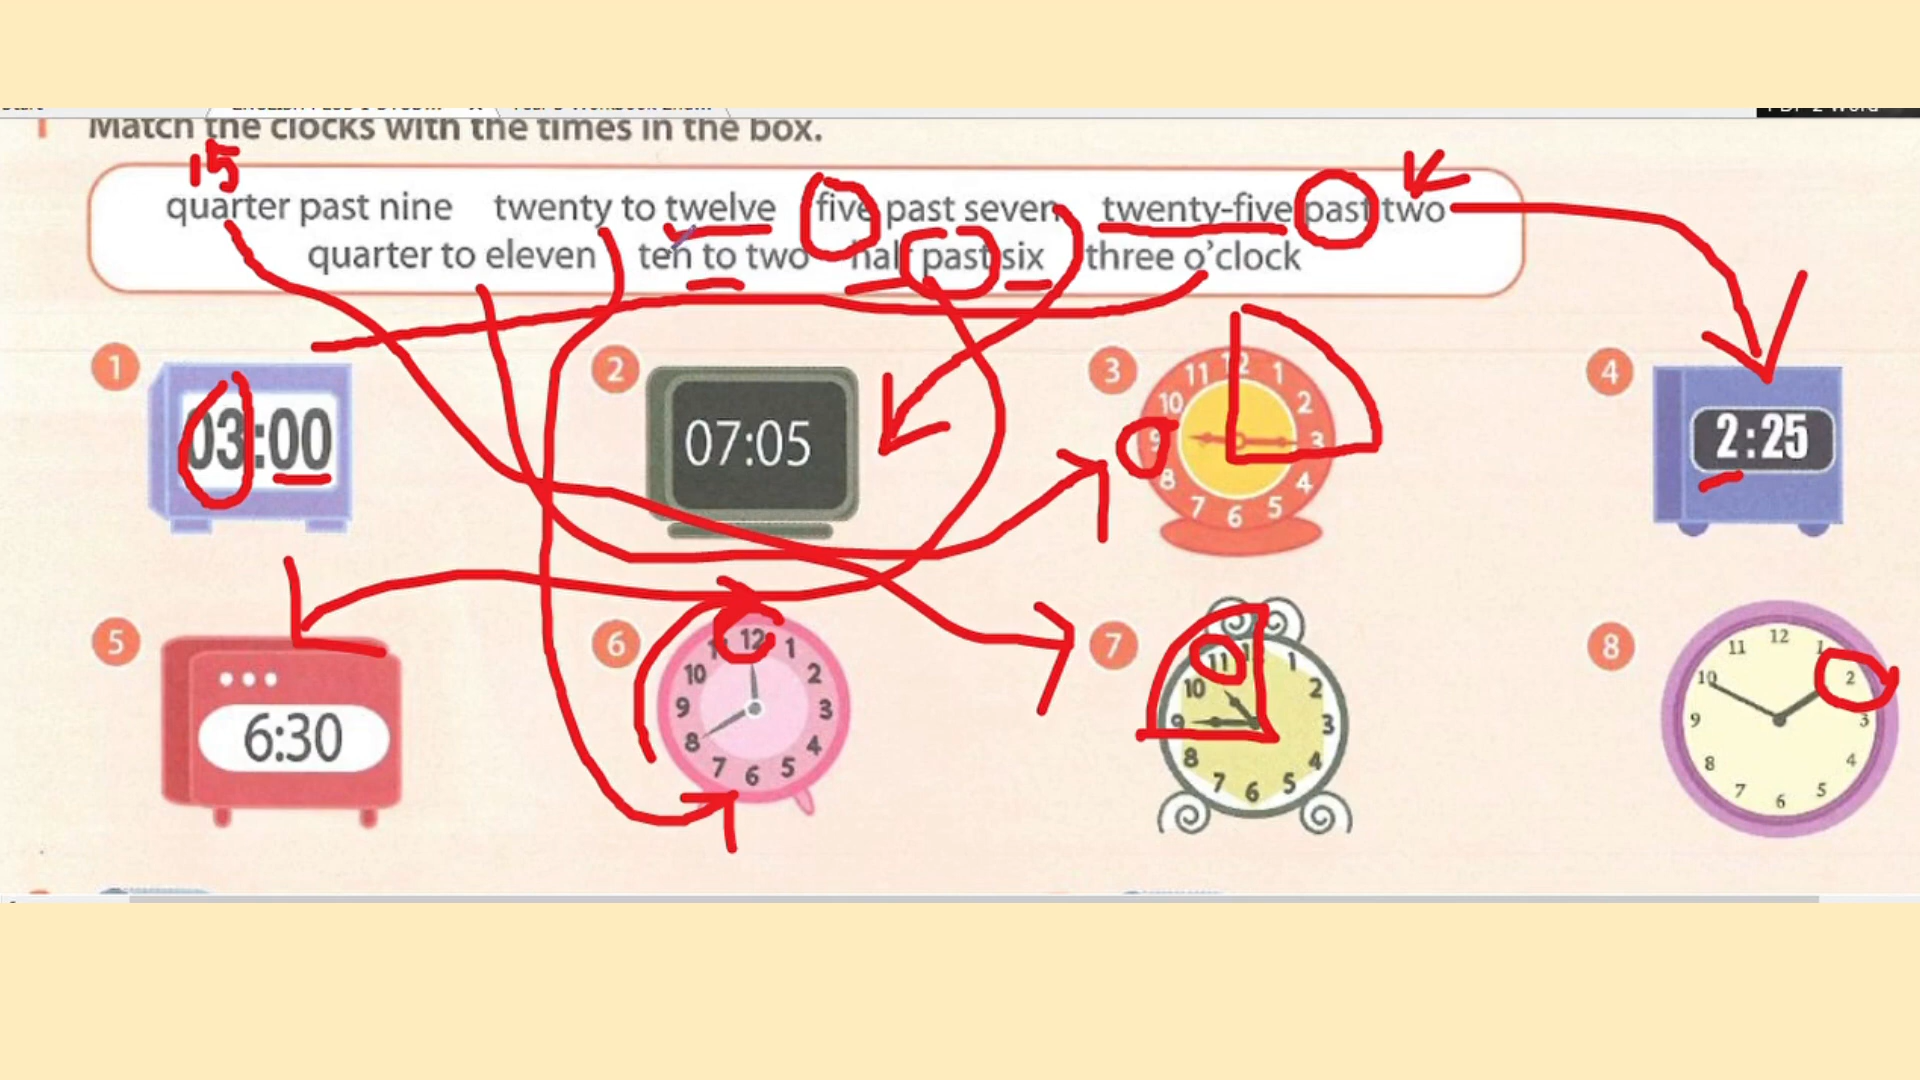 Match the clocks with the times in the box.
15
quarter past nine twenty to twelve five past seven twenty-five past two
quarter to eleven ten to two half past six three o'clock
1 2 3 4
03:00
07:05
12 1 2 3 4 5 6 7 8 9 10 11
2:25
5 6 7 8
6:30
12 1 2 3 4 5 6 7 8 9 10 11
1 2 3 4 5 6 7 8 9 10 11
12 1 2 3 4 5 6 7 8 9 10 11